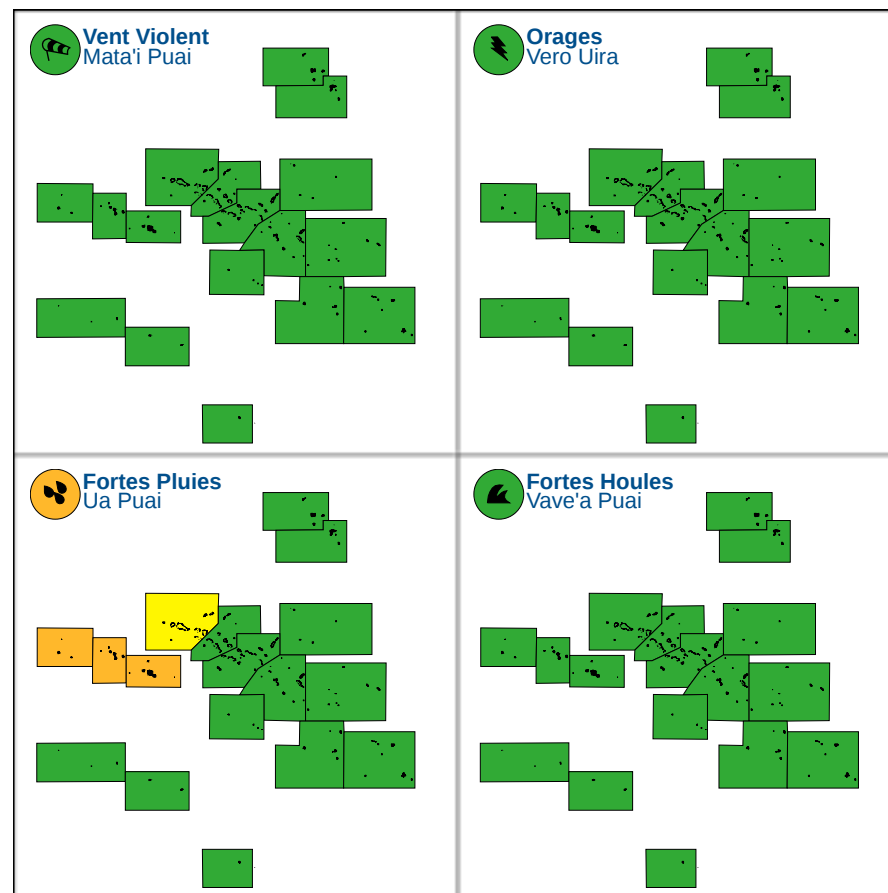 Vent Violent
Mata'i Puai
Orages
Vero Uira
Fortes Pluies
Ua Puai
Fortes Houles
Vave'a Puai